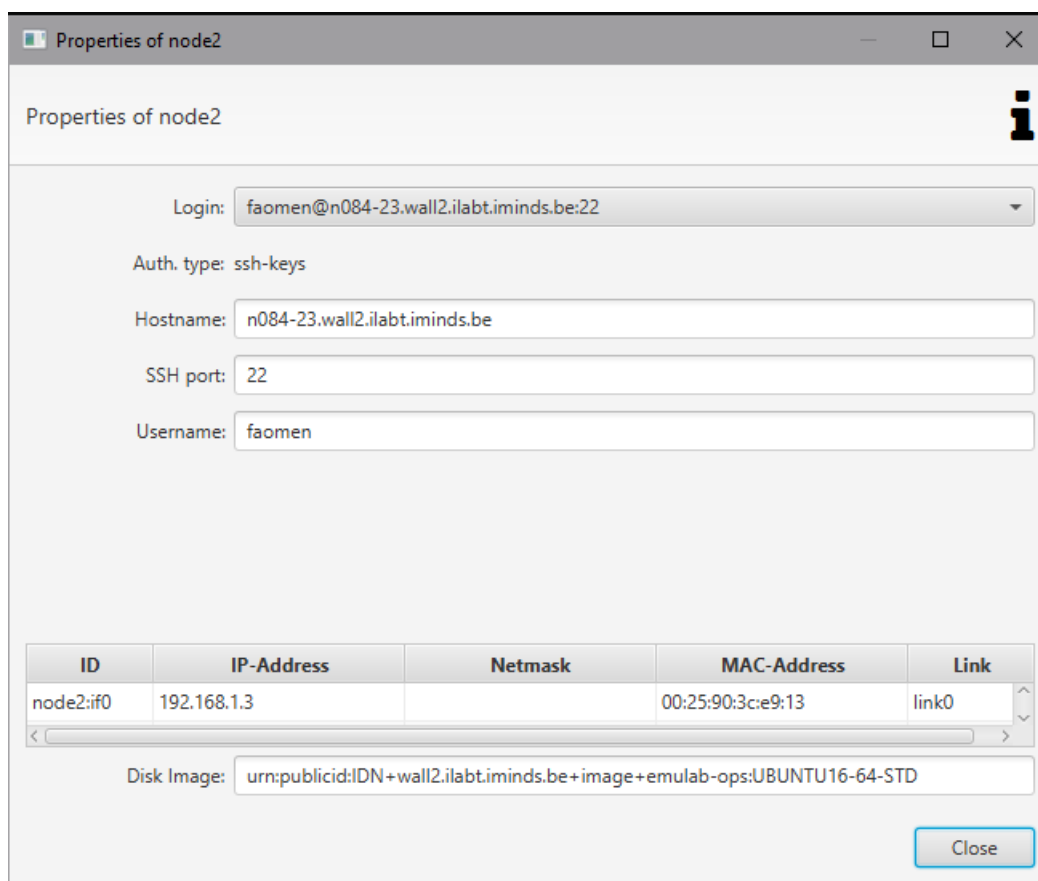 Properties of node2
Properties of node2
Login: faomen@n084-23.wall2.ilabt.iminds.be:22
Auth. type: ssh-keys
Hostname: n084-23.wall2.ilabt.iminds.be
SSH port: 22
Username: faomen
ID IP-Address Netmask MAC-Address Link
node2:if0 192.168.1.3 00:25:90:3c:e9:13 link0
Disk Image: urn:publicid:IDN+wall2.ilabt.iminds.be+image+emulab-ops:UBUNTU16-64-STD
Close